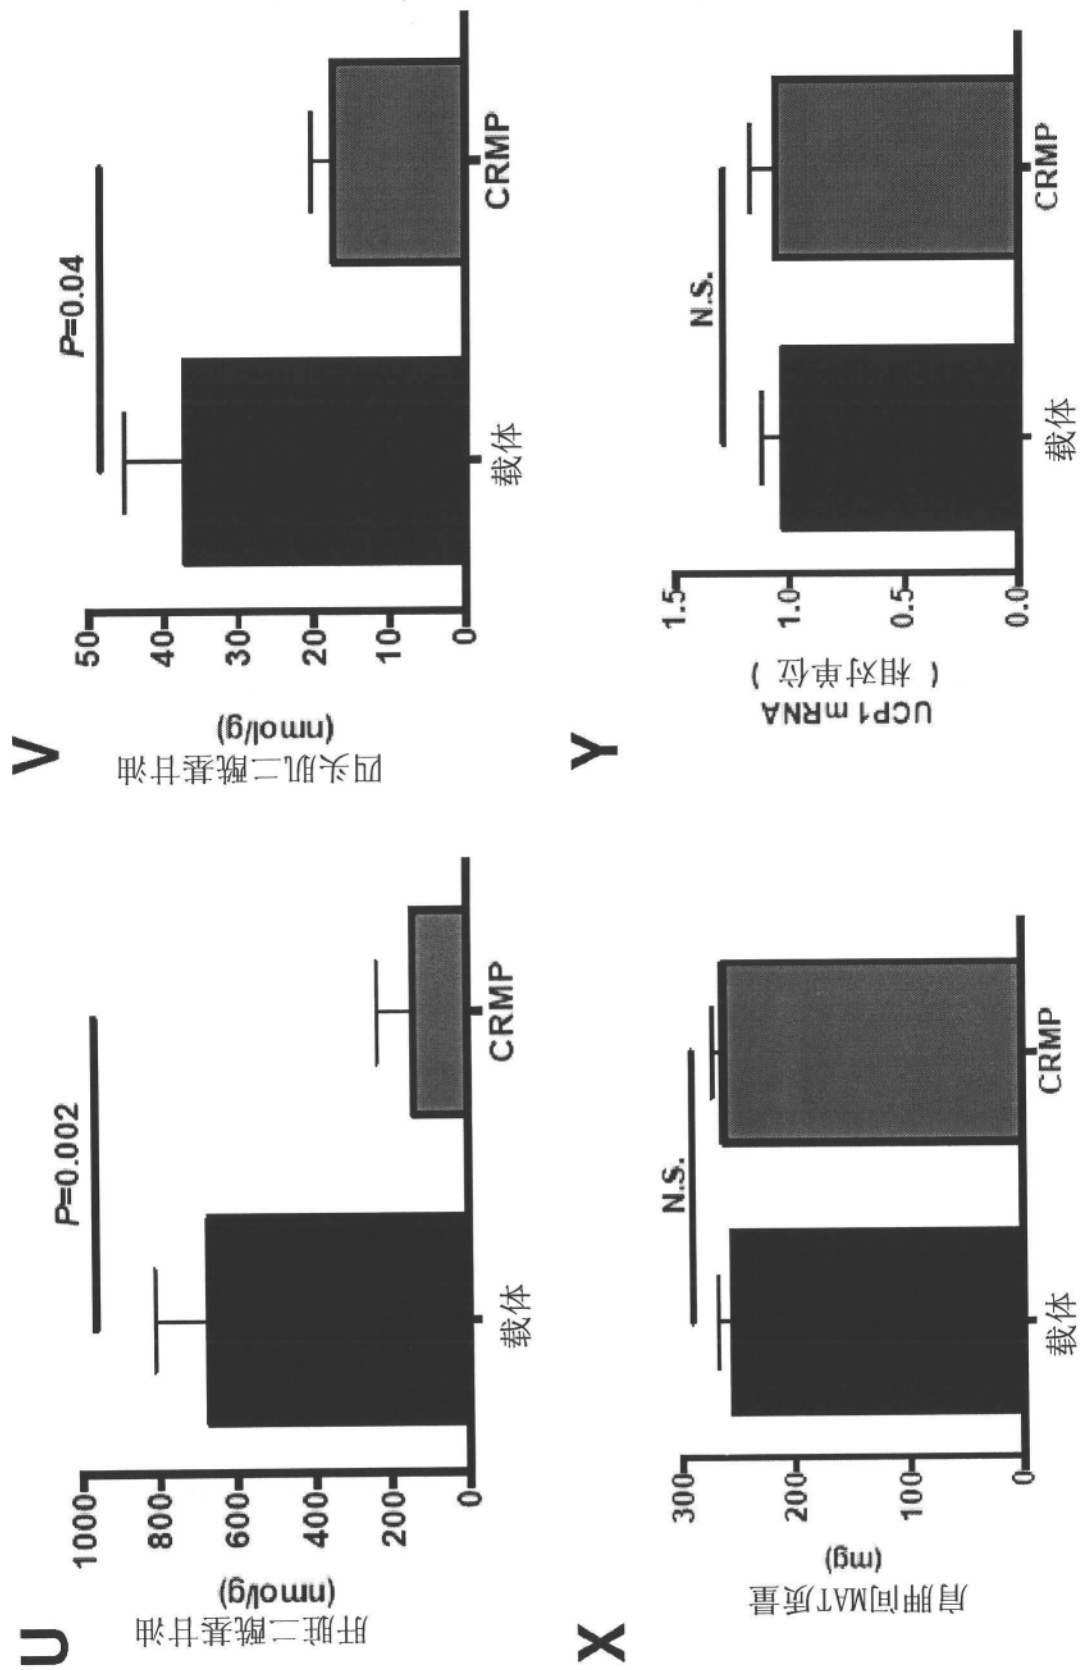 U
肝脏二酰基甘油
(nmol/g)
1000
800
600
400
200
0
P=0.002
载体
CRMP
V
四头肌二酰基甘油
(nmol/g)
50
40
30
20
10
0
P=0.04
载体
CRMP
X
肩胛间MAT质量
(mg)
300
200
100
0
N.S.
载体
CRMP
Y
UCP1 mRNA
(相对单位)
1.5
1.0
0.5
0.0
N.S.
载体
CRMP